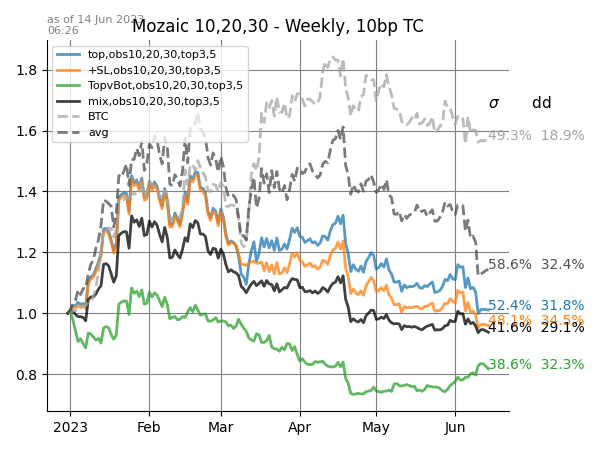 as of 14 Jun 2023
06:26
Mozaic 10,20,30 - Weekly, 10bp TC
top,obs10,20,30,top3,5
+SL,obs10,20,30,top3,5
TopvBot,obs10,20,30,top3,5
mix,obs10,20,30,top3,5
BTC
avg
σ dd
49.3% 18.9%
58.6% 32.4%
52.4% 31.8%
48.1% 34.5%
41.6% 29.1%
38.6% 32.3%
1.8
1.6
1.4
1.2
1.0
0.8
2023 Feb Mar Apr May Jun